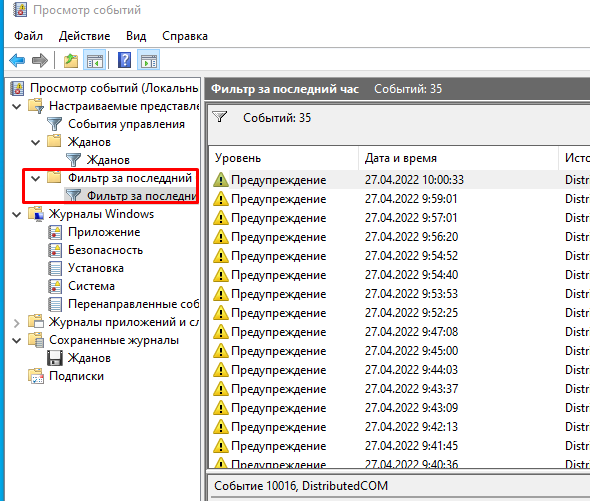 Просмотр событий
Файл Действие Вид Справка
Просмотр событий (Локальнь
Настраиваемые представле
События управления
Жданов
Жданов
Фильтр за последдний
Фильтр за последни
Журналы Windows
Приложение
Безопасность
Установка
Система
Перенаправленные соб
Журналы приложений и сл
Сохраненные журналы
Жданов
Подписки
Фильтр за последний час Событий: 35
Событий: 35
Уровень Дата и время Исто
Предупреждение 27.04.2022 10:00:33 Distr
Предупреждение 27.04.2022 9:59:01 Distr
Предупреждение 27.04.2022 9:57:01 Distr
Предупреждение 27.04.2022 9:56:20 Distr
Предупреждение 27.04.2022 9:54:52 Distr
Предупреждение 27.04.2022 9:54:40 Distr
Предупреждение 27.04.2022 9:53:53 Distr
Предупреждение 27.04.2022 9:52:25 Distr
Предупреждение 27.04.2022 9:47:08 Distr
Предупреждение 27.04.2022 9:45:00 Distr
Предупреждение 27.04.2022 9:44:03 Distr
Предупреждение 27.04.2022 9:43:37 Distr
Предупреждение 27.04.2022 9:43:09 Distr
Предупреждение 27.04.2022 9:42:13 Distr
Предупреждение 27.04.2022 9:41:45 Distr
Предупреждение 27.04.2022 9:40:36 Distr
Событие 10016, DistributedCOM